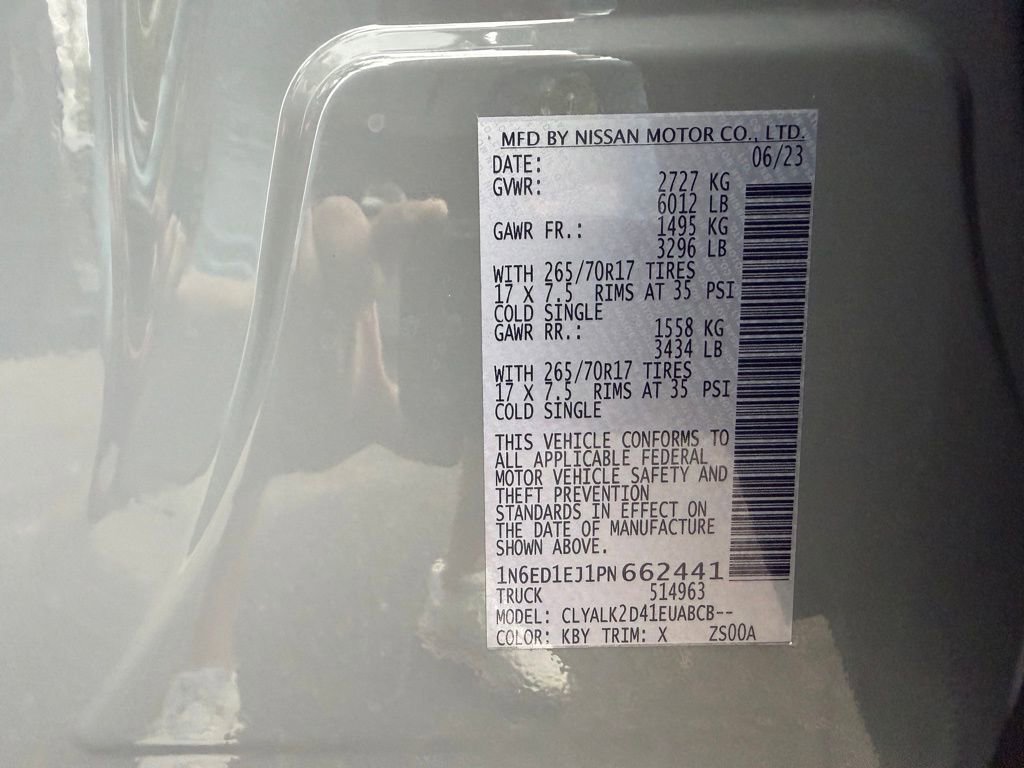 MFD BY NISSAN MOTOR CO., LTD.
DATE: 06/23
GVWR: 2727 KG
6012 LB
GAWR FR.: 1495 KG
3296 LB
WITH 265/70R17 TIRES
17 X 7.5 RIMS AT 35 PSI
COLD SINGLE
GAWR RR.: 1558 KG
3434 LB
WITH 265/70R17 TIRES
17 X 7.5 RIMS AT 35 PSI
COLD SINGLE
THIS VEHICLE CONFORMS TO
ALL APPLICABLE FEDERAL
MOTOR VEHICLE SAFETY AND
THEFT PREVENTION
STANDARDS IN EFFECT ON
THE DATE OF MANUFACTURE
SHOWN ABOVE.
1N6ED1EJ1PN662441
TRUCK 514963
MODEL: CLYALK2D41EUABCB--
COLOR: KBY TRIM: X ZS00A